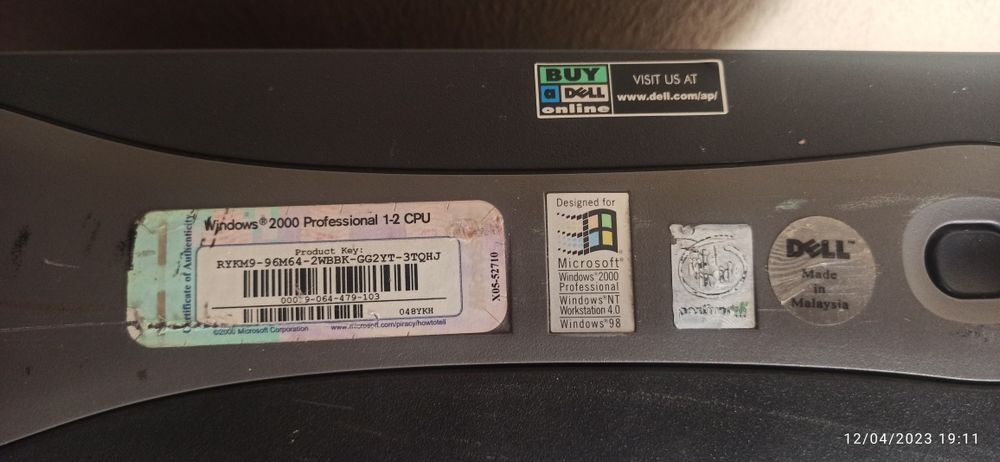 BUY
a DELL
online
VISIT US AT
www.dell.com/ap/
Certificate of Authenticity
Windows® 2000 Professional 1-2 CPU
Product Key:
RYKM9-96M64-2WBBK-GG2YT-3TQHJ
-064-479-103
048YKH
X05-52710
©2000 Microsoft Corporation
www.microsoft.com/piracy/howtotell
Designed for
Microsoft®
Windows®2000
Professional
Windows®NT
Workstation 4.0
Windows®98
DELL™
Made
in
Malaysia
12/04/2023 19:11